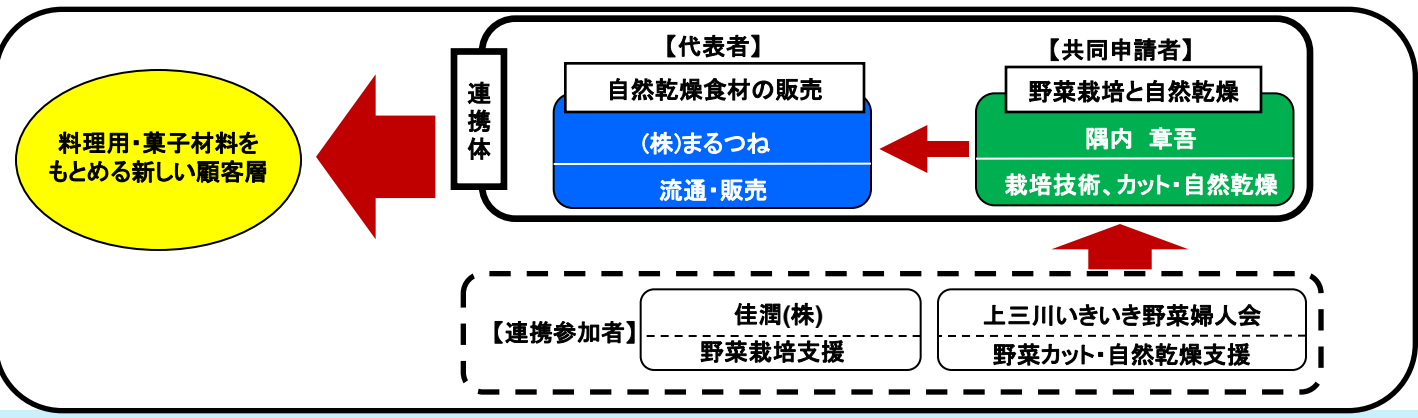 料理用・菓子材料を
もとめる新しい顧客層
連携体
【代表者】
自然乾燥食材の販売
(株)まるつね
流通・販売
【共同申請者】
野菜栽培と自然乾燥
隅内　章吾
栽培技術、カット・自然乾燥
【連携参加者】
佳潤(株)
野菜栽培支援
上三川いきいき野菜婦人会
野菜カット・自然乾燥支援